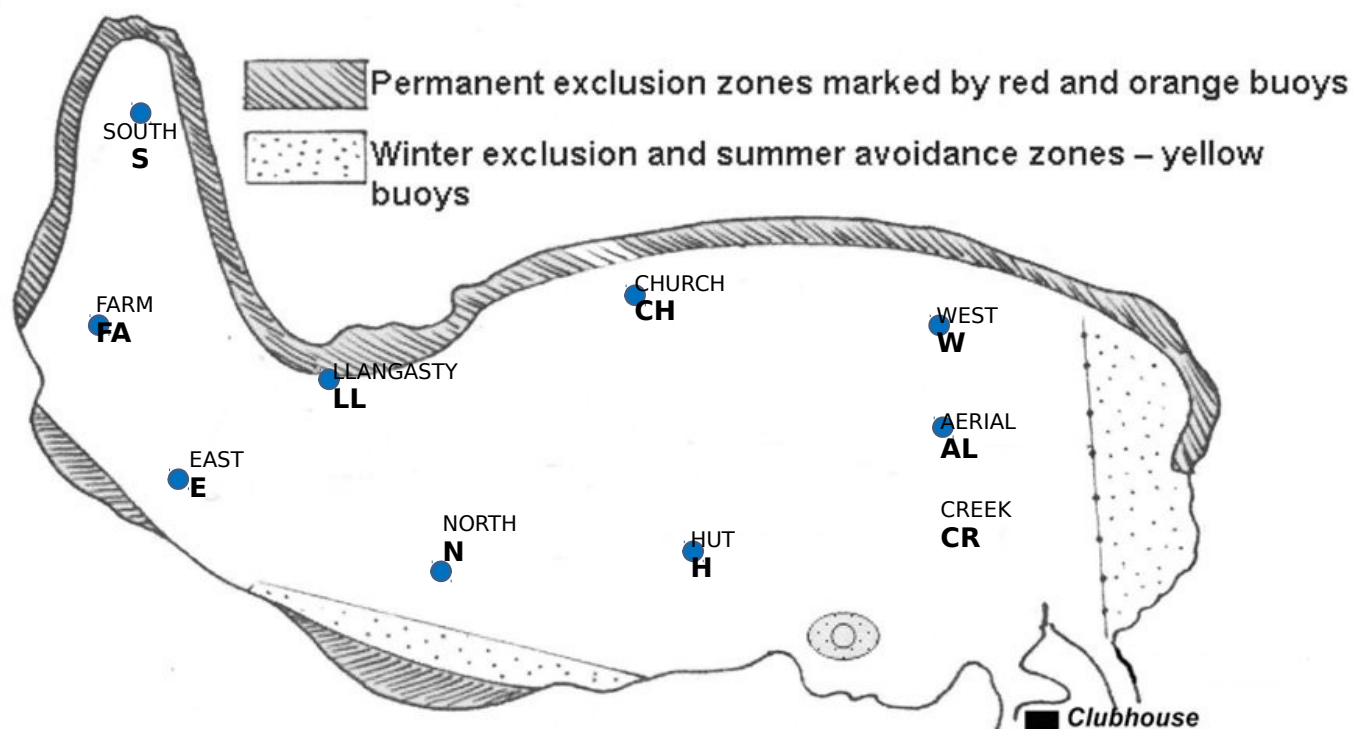 Permanent exclusion zones marked by red and orange buoys
SOUTH
S
Winter exclusion and summer avoidance zones – yellow
buoys
CHURCH
CH
FARM
FA
WEST
W
LLANGASTY
LL
AERIAL
AL
EAST
E
CREEK
CR
NORTH
N
HUT
H
Clubhouse